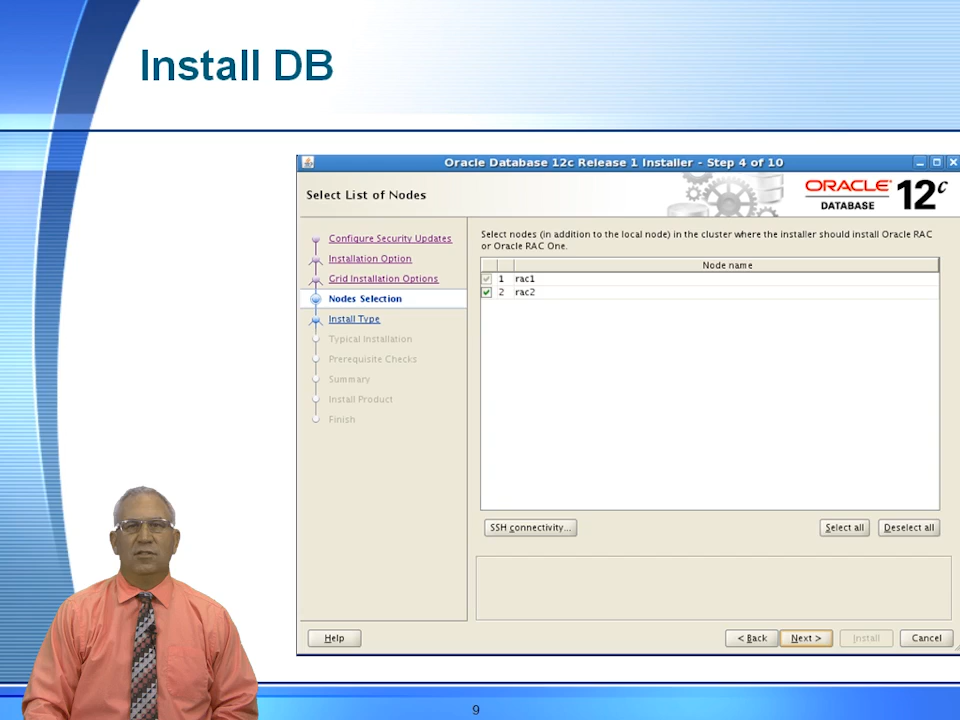 Install DB
Oracle Database 12c Release 1 Installer - Step 4 of 10
Select List of Nodes
ORACLE
DATABASE
12c
Configure Security Updates
Installation Option
Grid Installation Options
Nodes Selection
Install Type
Typical Installation
Prerequisite Checks
Summary
Install Product
Finish
Select nodes (in addition to the local node) in the cluster where the installer should install Oracle RAC
or Oracle RAC One.
Node name
1 rac1
2 rac2
SSH connectivity...
Select all
Deselect all
Help
< Back
Next >
Install
Cancel
9